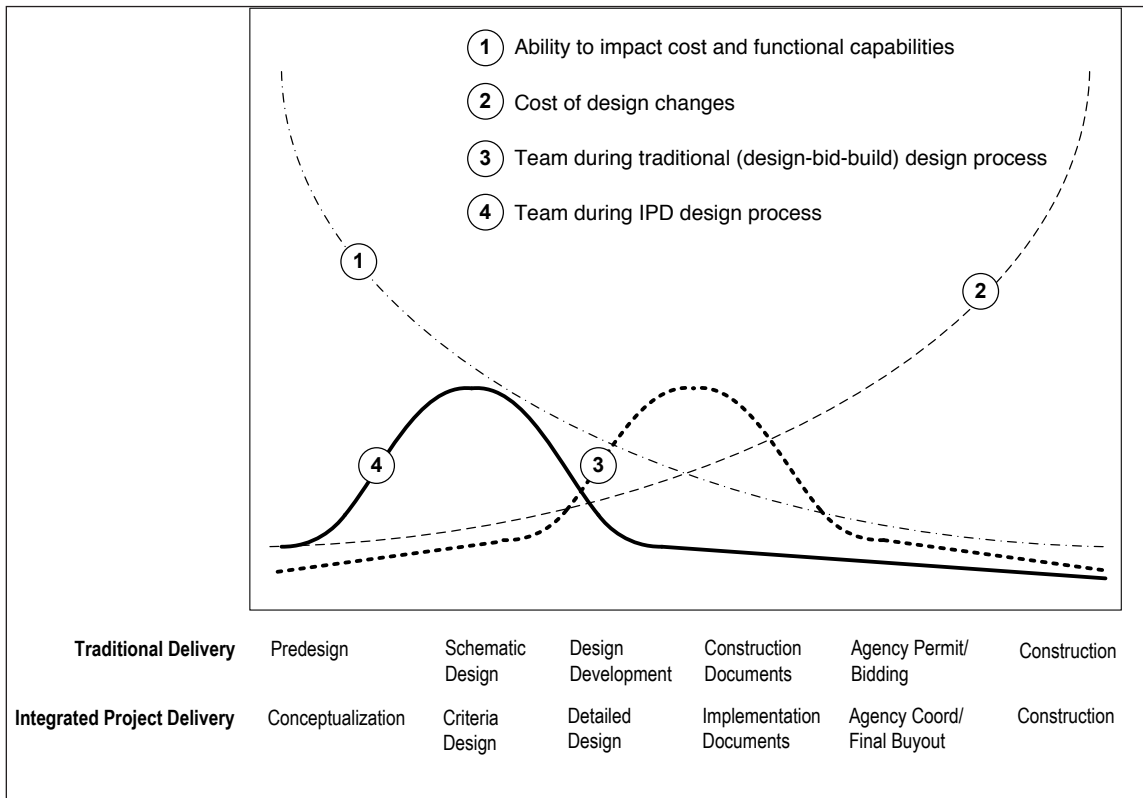 1 Ability to impact cost and functional capabilities
2 Cost of design changes
3 Team during traditional (design-bid-build) design process
4 Team during IPD design process
1
2
4
3
Traditional Delivery Predesign Schematic Design Development Construction Agency Permit/ Construction
Design Development Documents Bidding
Integrated Project Delivery Conceptualization Criteria Detailed Implementation Agency Coord/ Construction
Design Design Documents Final Buyout